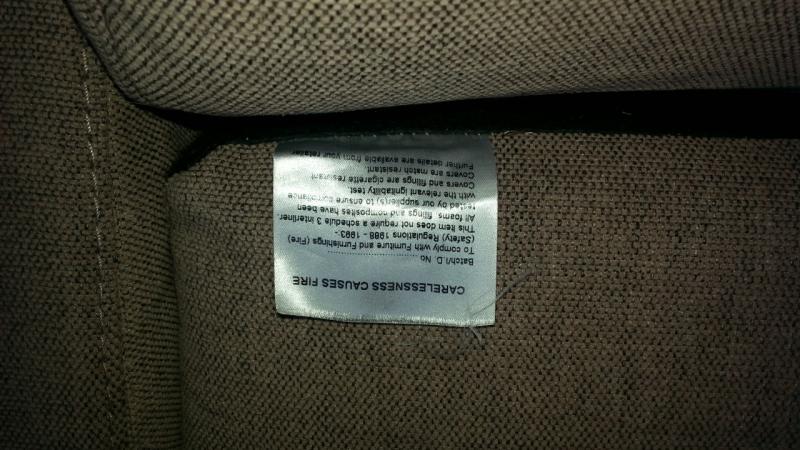 CARELESSNESS CAUSES FIRE
Batch/I.D. No. ..........................
To comply with Furniture and Furnishings (Fire)
(Safety) Regulations 1988 - 1993 -
This item does not require a schedule 3 interliner.
All foams fillings and composites have been
tested by our supplier(s) to ensure compliance
with the relevant ignitability test.
Covers and fillings are cigarette resistant
Covers are match resistant.
Further details are available from your retailer